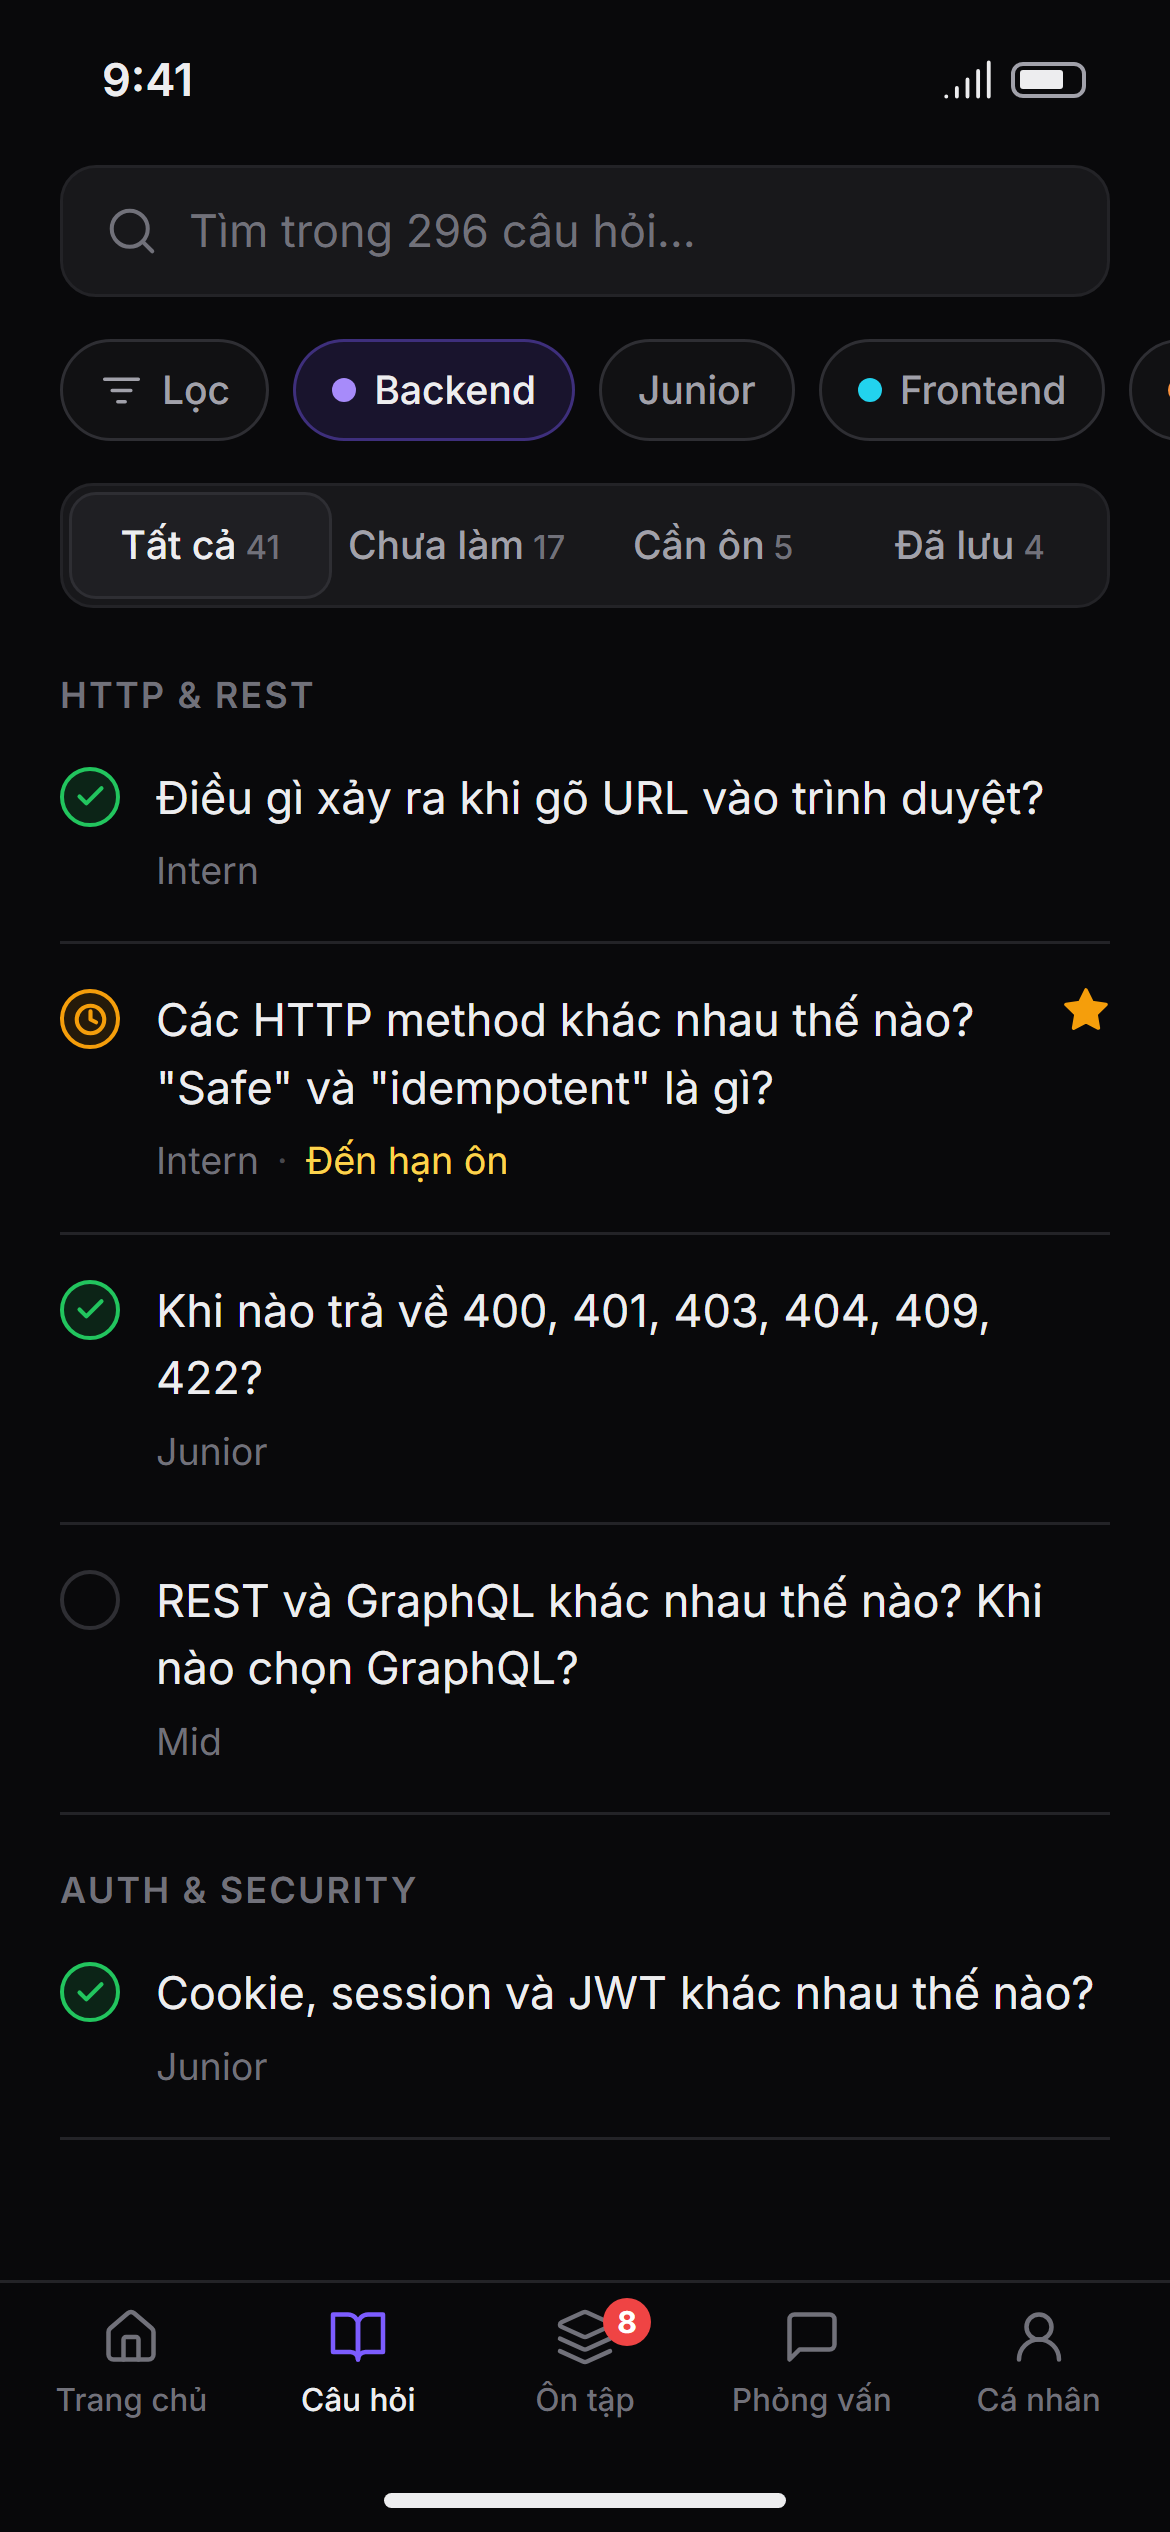 9:41
Tìm trong 296 câu hỏi...
Lọc
Backend
Junior
Frontend
Tất cả 41
Chưa làm 17
Cần ôn 5
Đã lưu 4
HTTP & REST
Điều gì xảy ra khi gõ URL vào trình duyệt?
Intern
Các HTTP method khác nhau thế nào?
"Safe" và "idempotent" là gì?
Intern · Đến hạn ôn
Khi nào trả về 400, 401, 403, 404, 409,
422?
Junior
REST và GraphQL khác nhau thế nào? Khi
nào chọn GraphQL?
Mid
AUTH & SECURITY
Cookie, session và JWT khác nhau thế nào?
Junior
8
Trang chủ
Câu hỏi
Ôn tập
Phỏng vấn
Cá nhân